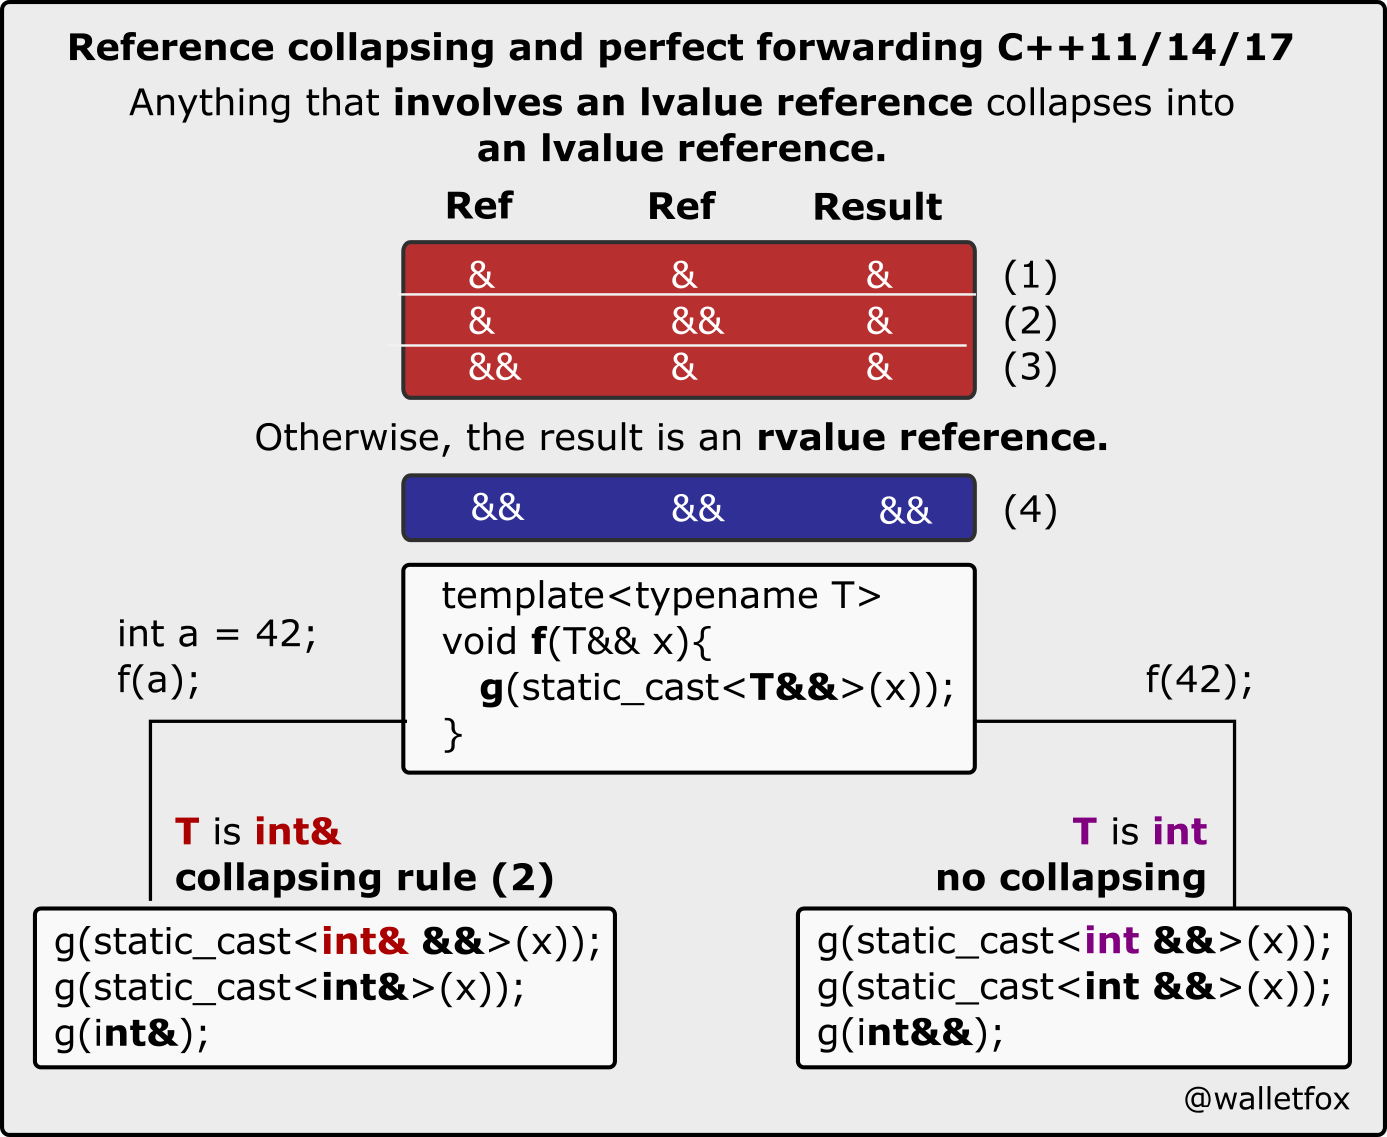 Reference collapsing and perfect forwarding C++11/14/17
Anything that involves an lvalue reference collapses into
an lvalue reference.
Ref Ref Result
& & & (1)
& && & (2)
&& & & (3)
Otherwise, the result is an rvalue reference.
&& && && (4)
template<typename T>
void f(T&& x){
g(static_cast<T&&>(x));
}
int a = 42;
f(a);
f(42);
T is int&
collapsing rule (2)
g(static_cast<int& &&>(x));
g(static_cast<int&>(x));
g(int&);
T is int
no collapsing
g(static_cast<int &&>(x));
g(static_cast<int &&>(x));
g(int&&);
@walletfox